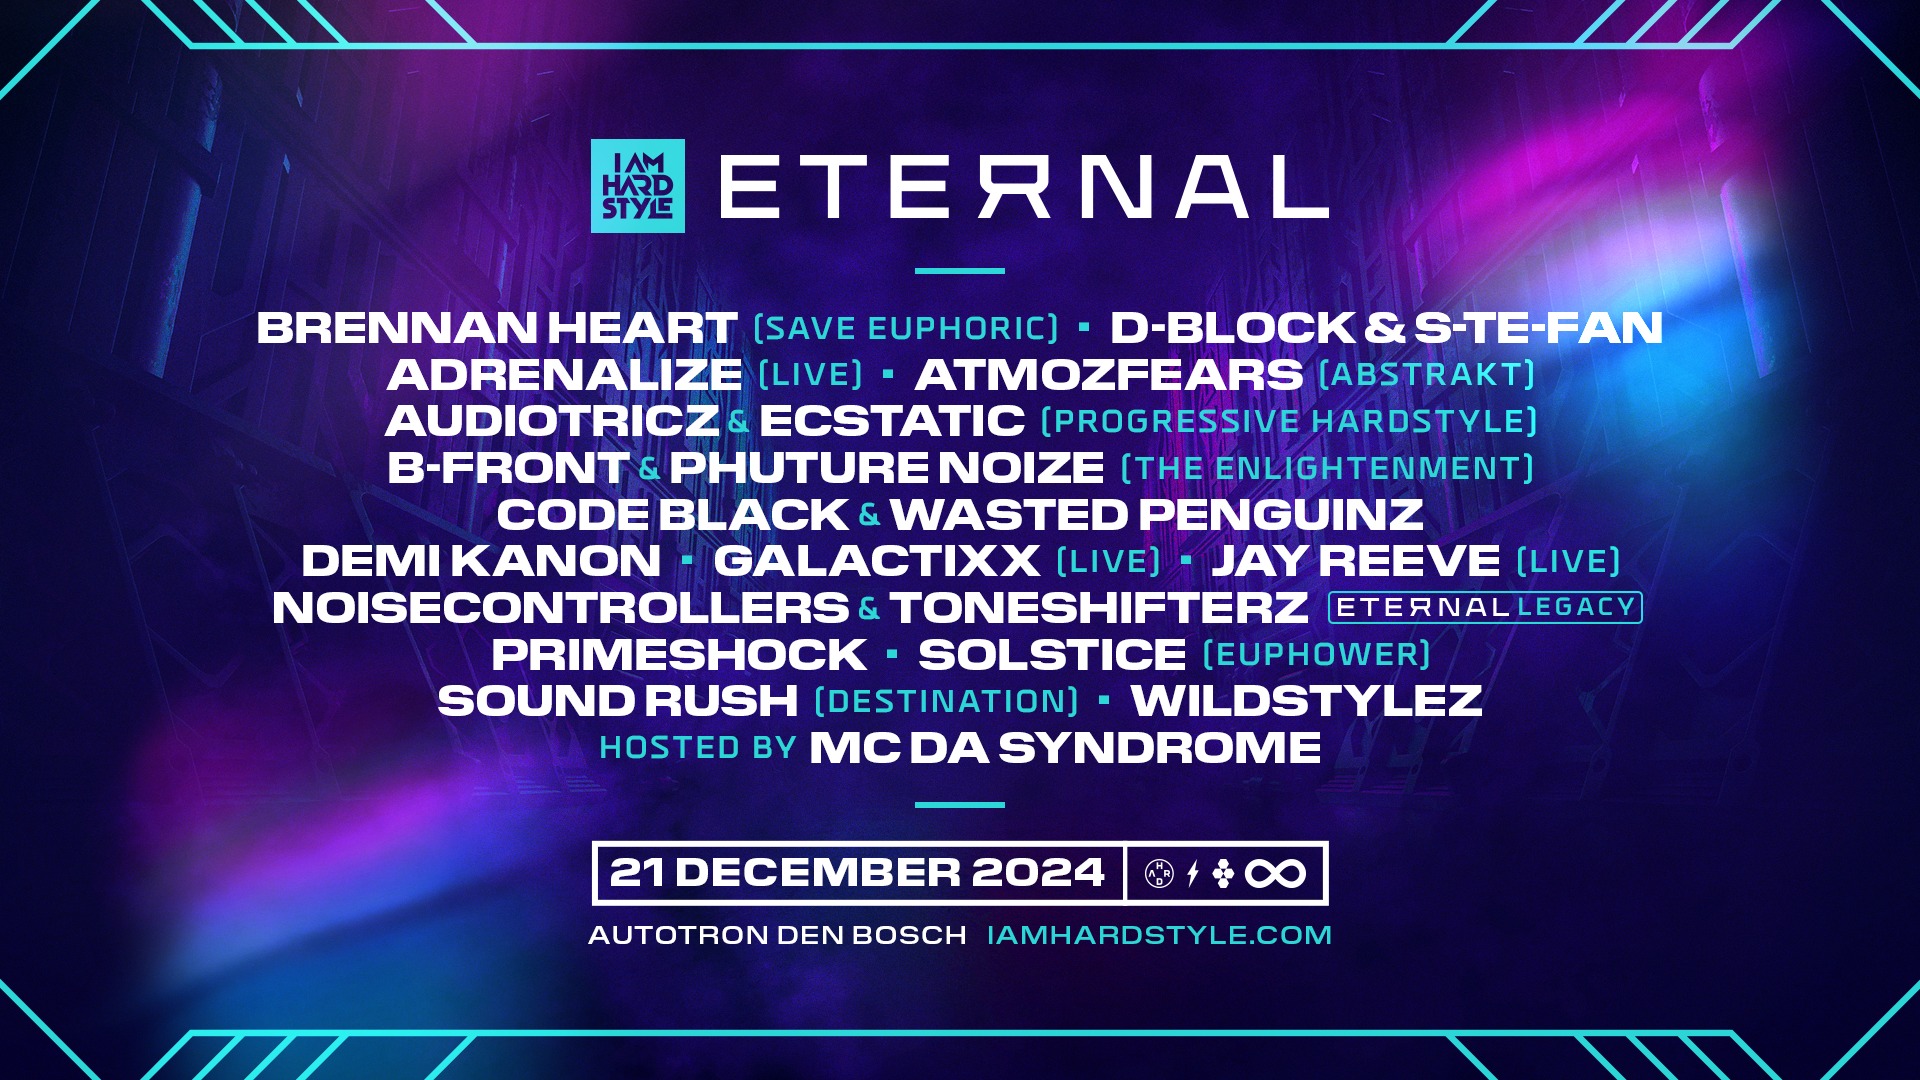 I AM
HARD
STYLE
ETERNAL
BRENNAN HEART (SAVE EUPHORIC) ▪ D-BLOCK & S-TE-FAN
ADRENALIZE (LIVE) ▪ ATMOZFEARS (ABSTRAKT)
AUDIOTRICZ & ECSTATIC (PROGRESSIVE HARDSTYLE)
B-FRONT & PHUTURE NOIZE (THE ENLIGHTENMENT)
CODE BLACK & WASTED PENGUINZ
DEMI KANON ▪ GALACTIXX (LIVE) ▪ JAY REEVE (LIVE)
NOISECONTROLLERS & TONESHIFTERZ ETERNAL LEGACY
PRIMESHOCK ▪ SOLSTICE (EUPHOWER)
SOUND RUSH (DESTINATION) ▪ WILDSTYLEZ
HOSTED BY MC DA SYNDROME
21 DECEMBER 2024 HARD
AUTOTRON DEN BOSCH IAMHARDSTYLE.COM